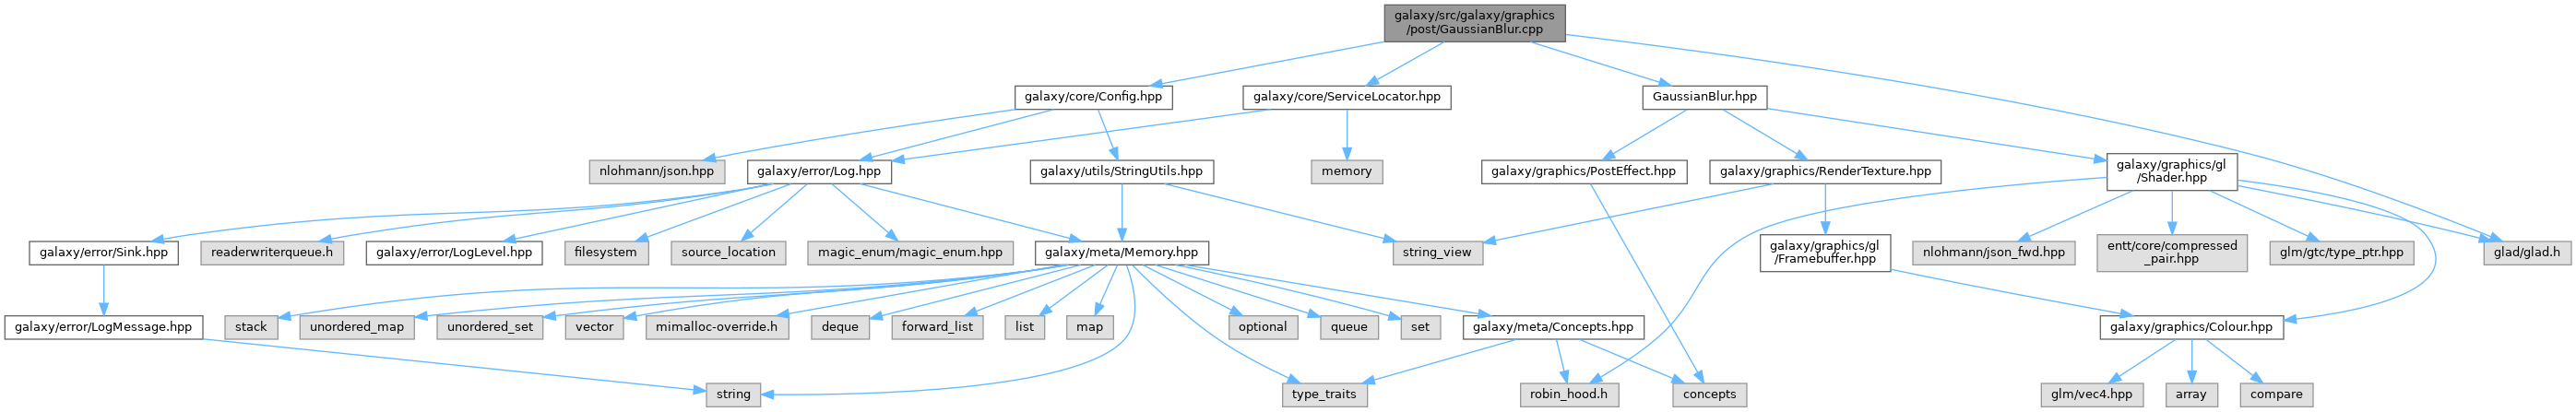 galaxy/src/galaxy/graphics
/post/GaussianBlur.cpp
galaxy/core/Config.hpp
galaxy/core/ServiceLocator.hpp
GaussianBlur.hpp
nlohmann/json.hpp
galaxy/error/Log.hpp
galaxy/utils/StringUtils.hpp
memory
galaxy/graphics/PostEffect.hpp
galaxy/graphics/RenderTexture.hpp
galaxy/graphics/gl
/Shader.hpp
galaxy/error/Sink.hpp
readerwriterqueue.h
galaxy/error/LogLevel.hpp
filesystem
source_location
magic_enum/magic_enum.hpp
galaxy/meta/Memory.hpp
string_view
galaxy/graphics/gl
/Framebuffer.hpp
nlohmann/json_fwd.hpp
entt/core/compressed
_pair.hpp
glm/gtc/type_ptr.hpp
glad/glad.h
galaxy/error/LogMessage.hpp
stack
unordered_map
unordered_set
vector
mimalloc-override.h
deque
forward_list
list
map
optional
queue
set
galaxy/meta/Concepts.hpp
galaxy/graphics/Colour.hpp
string
type_traits
robin_hood.h
concepts
glm/vec4.hpp
array
compare